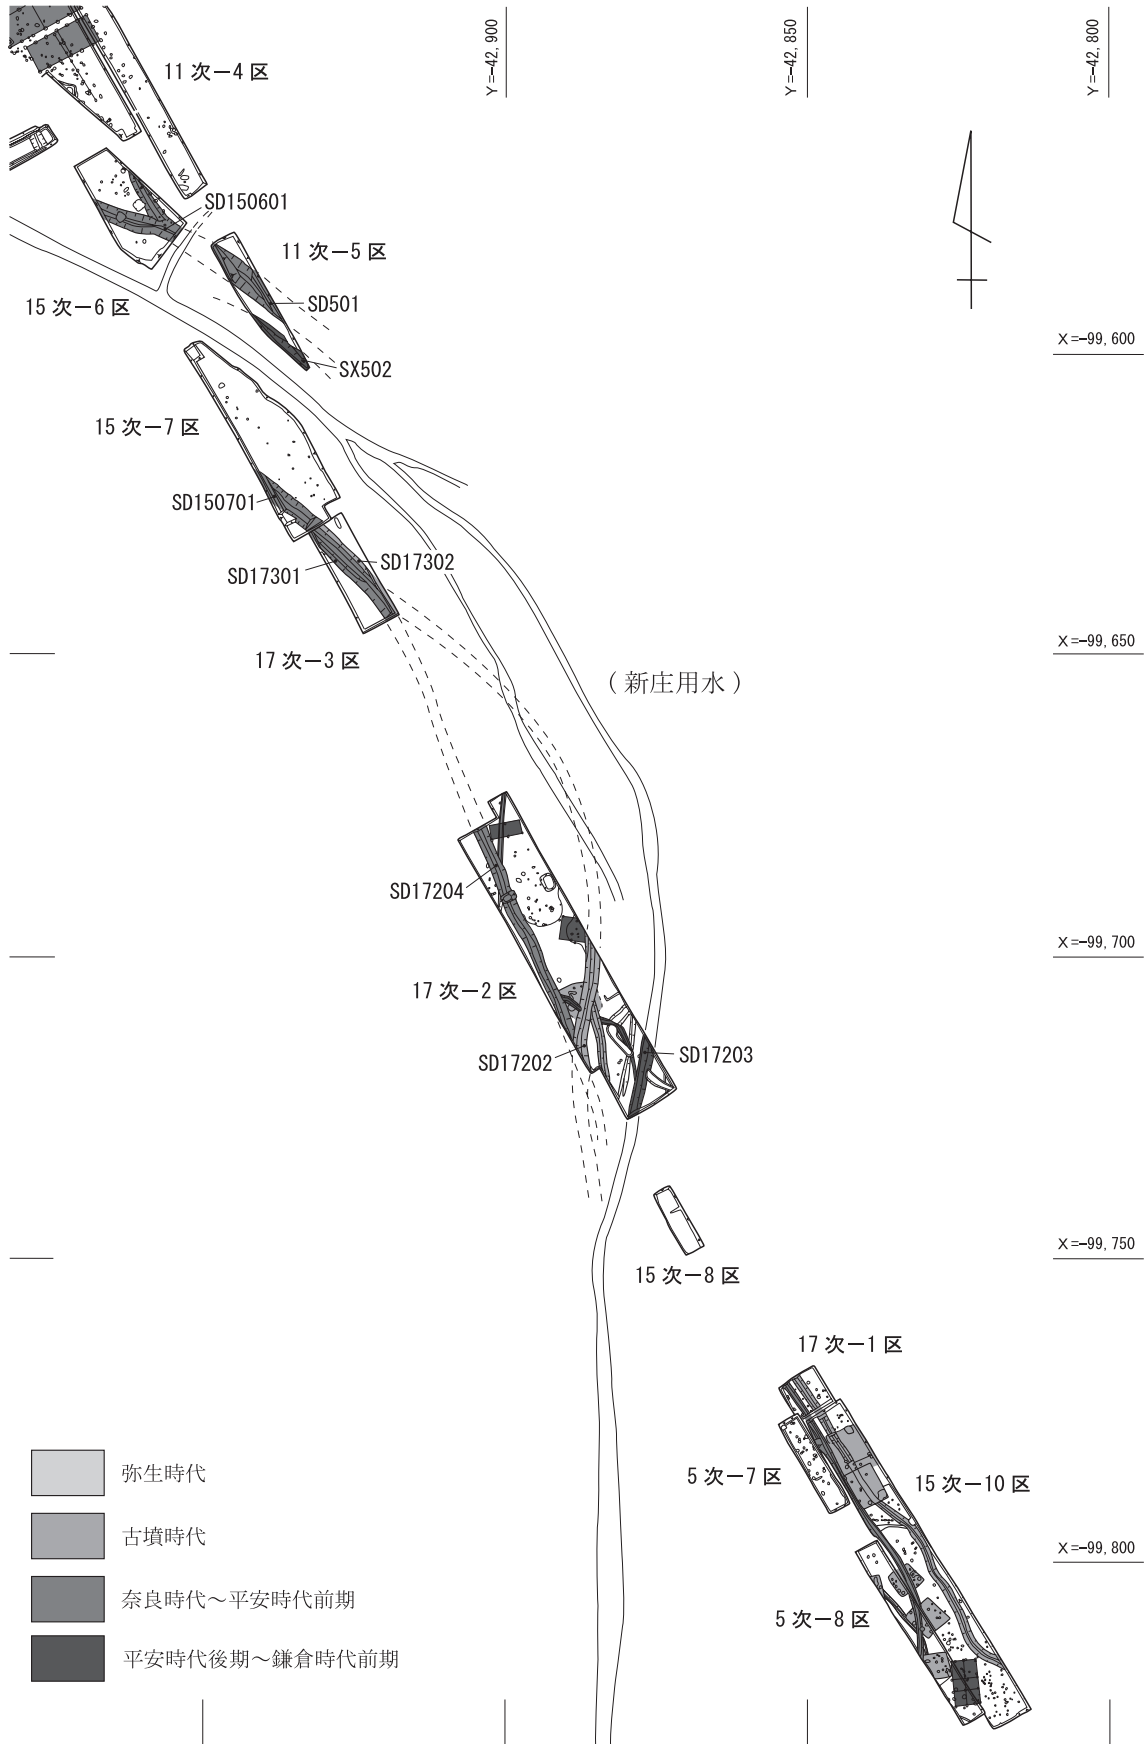 Y=-42,900
Y=-42,850
Y=-42,800
11次-4区
SD150601
11次-5区
15次-6区
SD501
X=-99,600
SX502
15次-7区
SD150701
SD17302
SD17301
X=-99,650
17次-3区
(新庄用水)
SD17204
X=-99,700
17次-2区
SD17202
SD17203
X=-99,750
15次-8区
17次-1区
5次-7区
15次-10区
X=-99,800
5次-8区
弥生時代
古墳時代
奈良時代～平安時代前期
平安時代後期～鎌倉時代前期